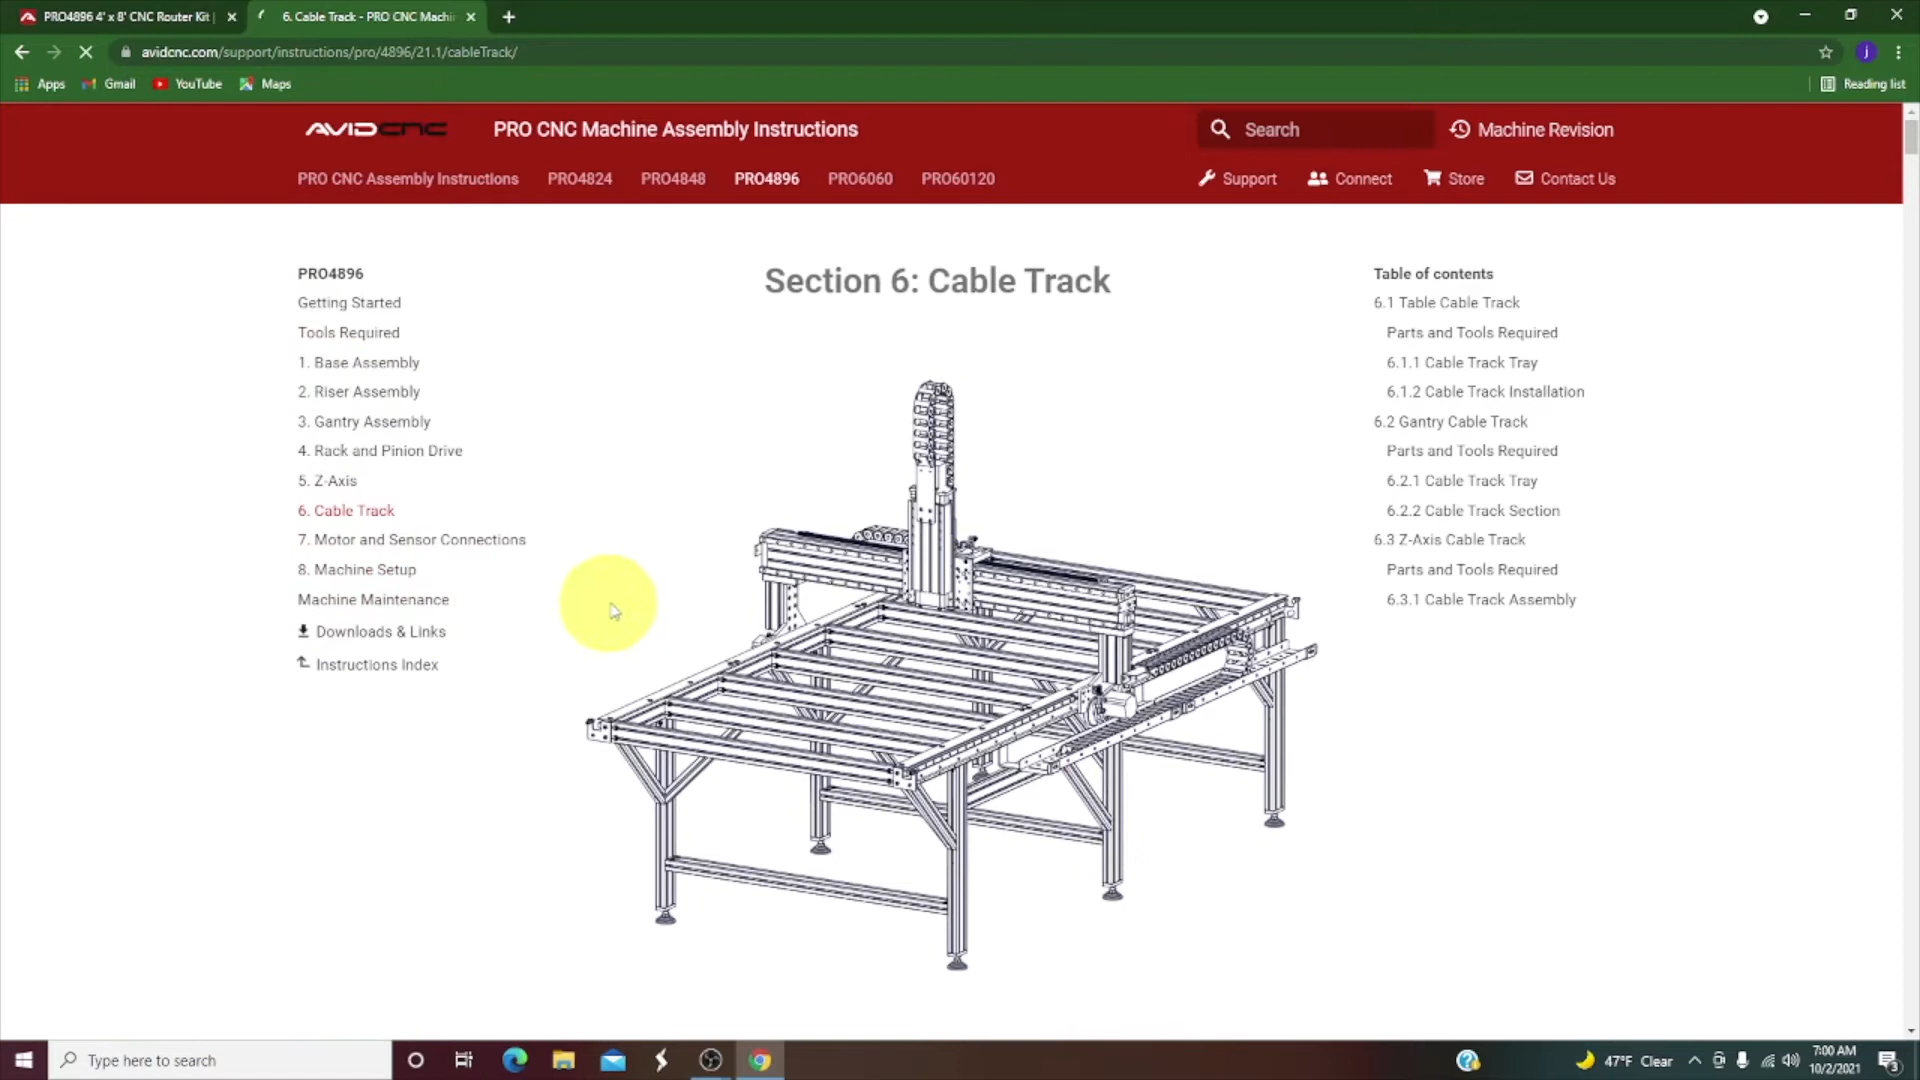 PRO4896 4' x 8' CNC Router Kit |
6. Cable Track - PRO CNC Machi
avidcnc.com/support/instructions/pro/4896/21.1/cableTrack/
j
Apps
Gmail
YouTube
Maps
Reading list
AVIDCNC
PRO CNC Machine Assembly Instructions
Search
Machine Revision
PRO CNC Assembly Instructions
PRO4824
PRO4848
PRO4896
PRO6060
PRO60120
Support
Connect
Store
Contact Us
PRO4896
Getting Started
Tools Required
1. Base Assembly
2. Riser Assembly
3. Gantry Assembly
4. Rack and Pinion Drive
5. Z-Axis
6. Cable Track
7. Motor and Sensor Connections
8. Machine Setup
Machine Maintenance
Downloads & Links
Instructions Index
Section 6: Cable Track
Table of contents
6.1 Table Cable Track
Parts and Tools Required
6.1.1 Cable Track Tray
6.1.2 Cable Track Installation
6.2 Gantry Cable Track
Parts and Tools Required
6.2.1 Cable Track Tray
6.2.2 Cable Track Section
6.3 Z-Axis Cable Track
Parts and Tools Required
6.3.1 Cable Track Assembly
Type here to search
47°F Clear
7:00 AM
10/2/2021
3